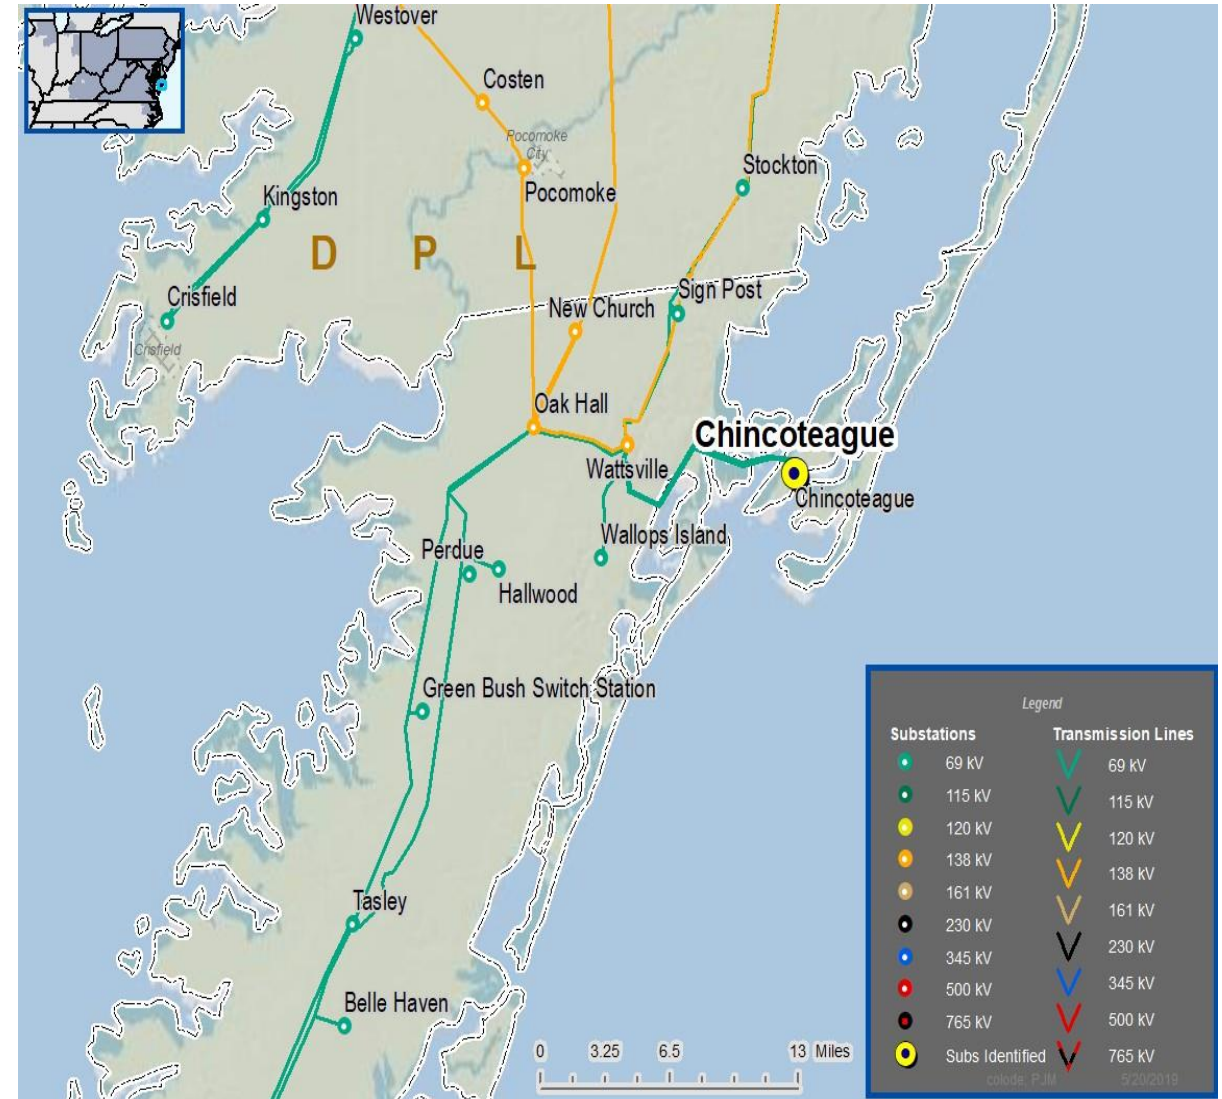 Westover
Costen
Pocomoke
City
Pocomoke
Stockton
Kingston
D P L
Crisfield
Crisfield
Sign Post
New Church
Oak Hall
Chincoteague
Wattsville
Chincoteague
Wallops Island
Perdue
Hallwood
Green Bush Switch Station
Tasley
Belle Haven
0 3.25 6.5 13 Miles
Legend
Substations Transmission Lines
69 kV 69 kV
115 kV 115 kV
120 kV 120 kV
138 kV 138 kV
161 kV 161 kV
230 kV 230 kV
345 kV 345 kV
500 kV 500 kV
765 kV 765 kV
Subs Identified
colode: PJM 5/20/2019